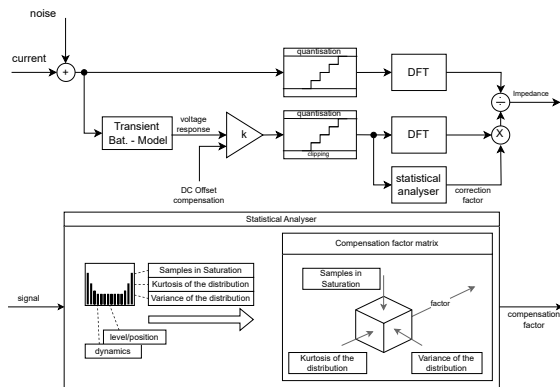 noise
current
+
quantisation
DFT
÷
Impedance
Transient
Bat. - Model
voltage
response
k
DC Offset
compensation
quantisation
clipping
DFT
X
statistical
analyser
correction
factor
Statistical Analyser
signal
Samples in Saturation
Kurtosis of the distribution
Variance of the distribution
level/position
dynamics
Compensation factor matrix
Samples in
Saturation
factor
Kurtosis of the
distribution
Variance of the
distribution
compensation
factor